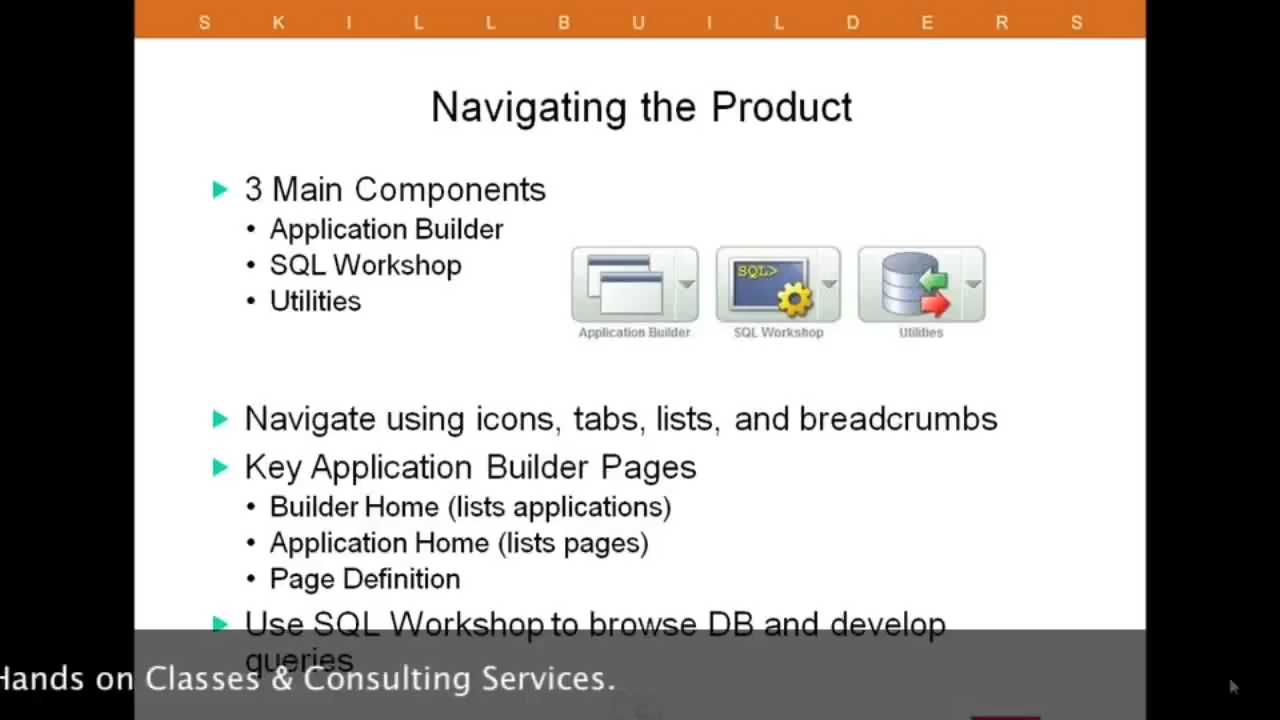 SKILLBUILDERS
Navigating the Product
3 Main Components
• Application Builder
• SQL Workshop
• Utilities
SQL>
Application Builder
SQL Workshop
Utilities
Navigate using icons, tabs, lists, and breadcrumbs
Key Application Builder Pages
• Builder Home (lists applications)
• Application Home (lists pages)
• Page Definition
Use SQL Workshop to browse DB and develop
queries
Hands on Classes & Consulting Services.